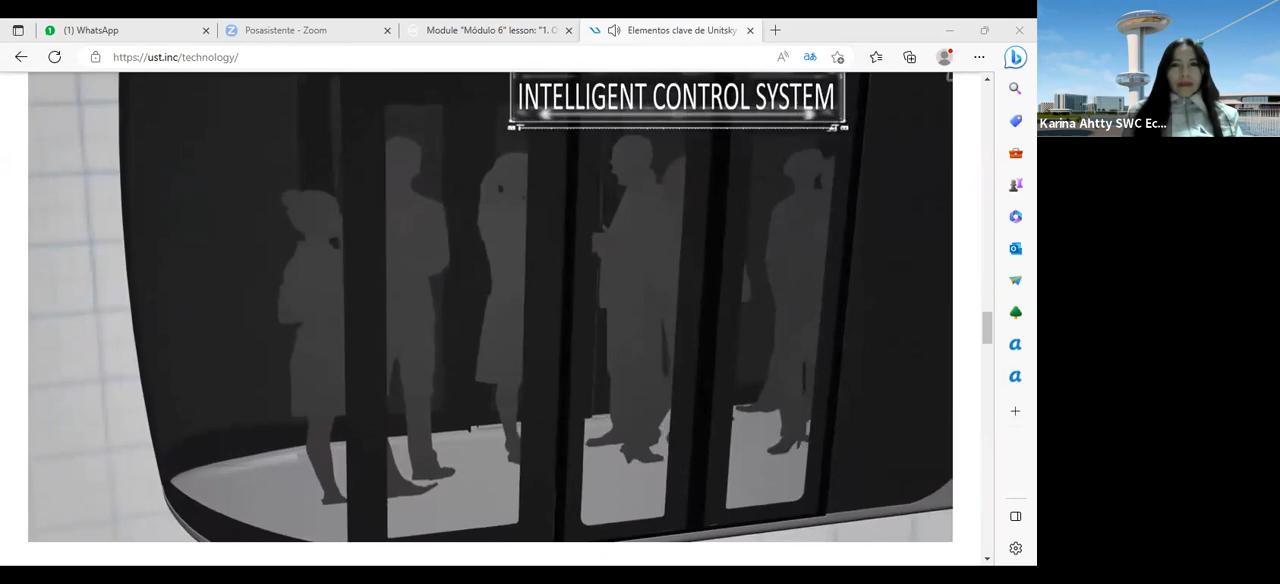 (1) WhatsApp
Posasistente - Zoom
Module "Módulo 6" lesson: "1. O
Elementos clave de Unitsky
https://ust.inc/technology/
INTELLIGENT CONTROL SYSTEM
Karina Ahtty SWC Ec...